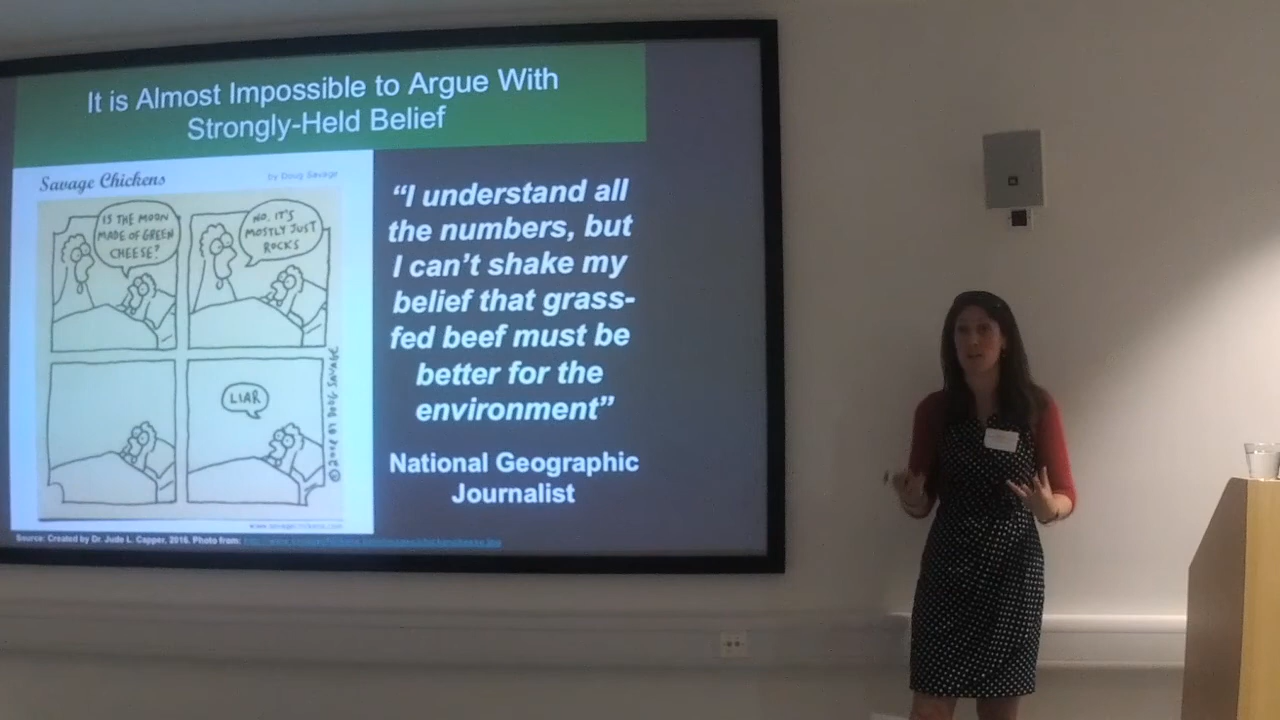 It is Almost Impossible to Argue With
Strongly-Held Belief
Savage Chickens
by Doug Savage
IS THE MOON
MADE OF GREEN
CHEESE?
NO, IT'S
MOSTLY JUST
ROCKS
LIAR
“I understand all
the numbers, but
I can’t shake my
belief that grass-
fed beef must be
better for the
environment”
National Geographic
Journalist
www.savagechickens.com
Source: Created by Dr. Jude L. Capper, 2016. Photo from: